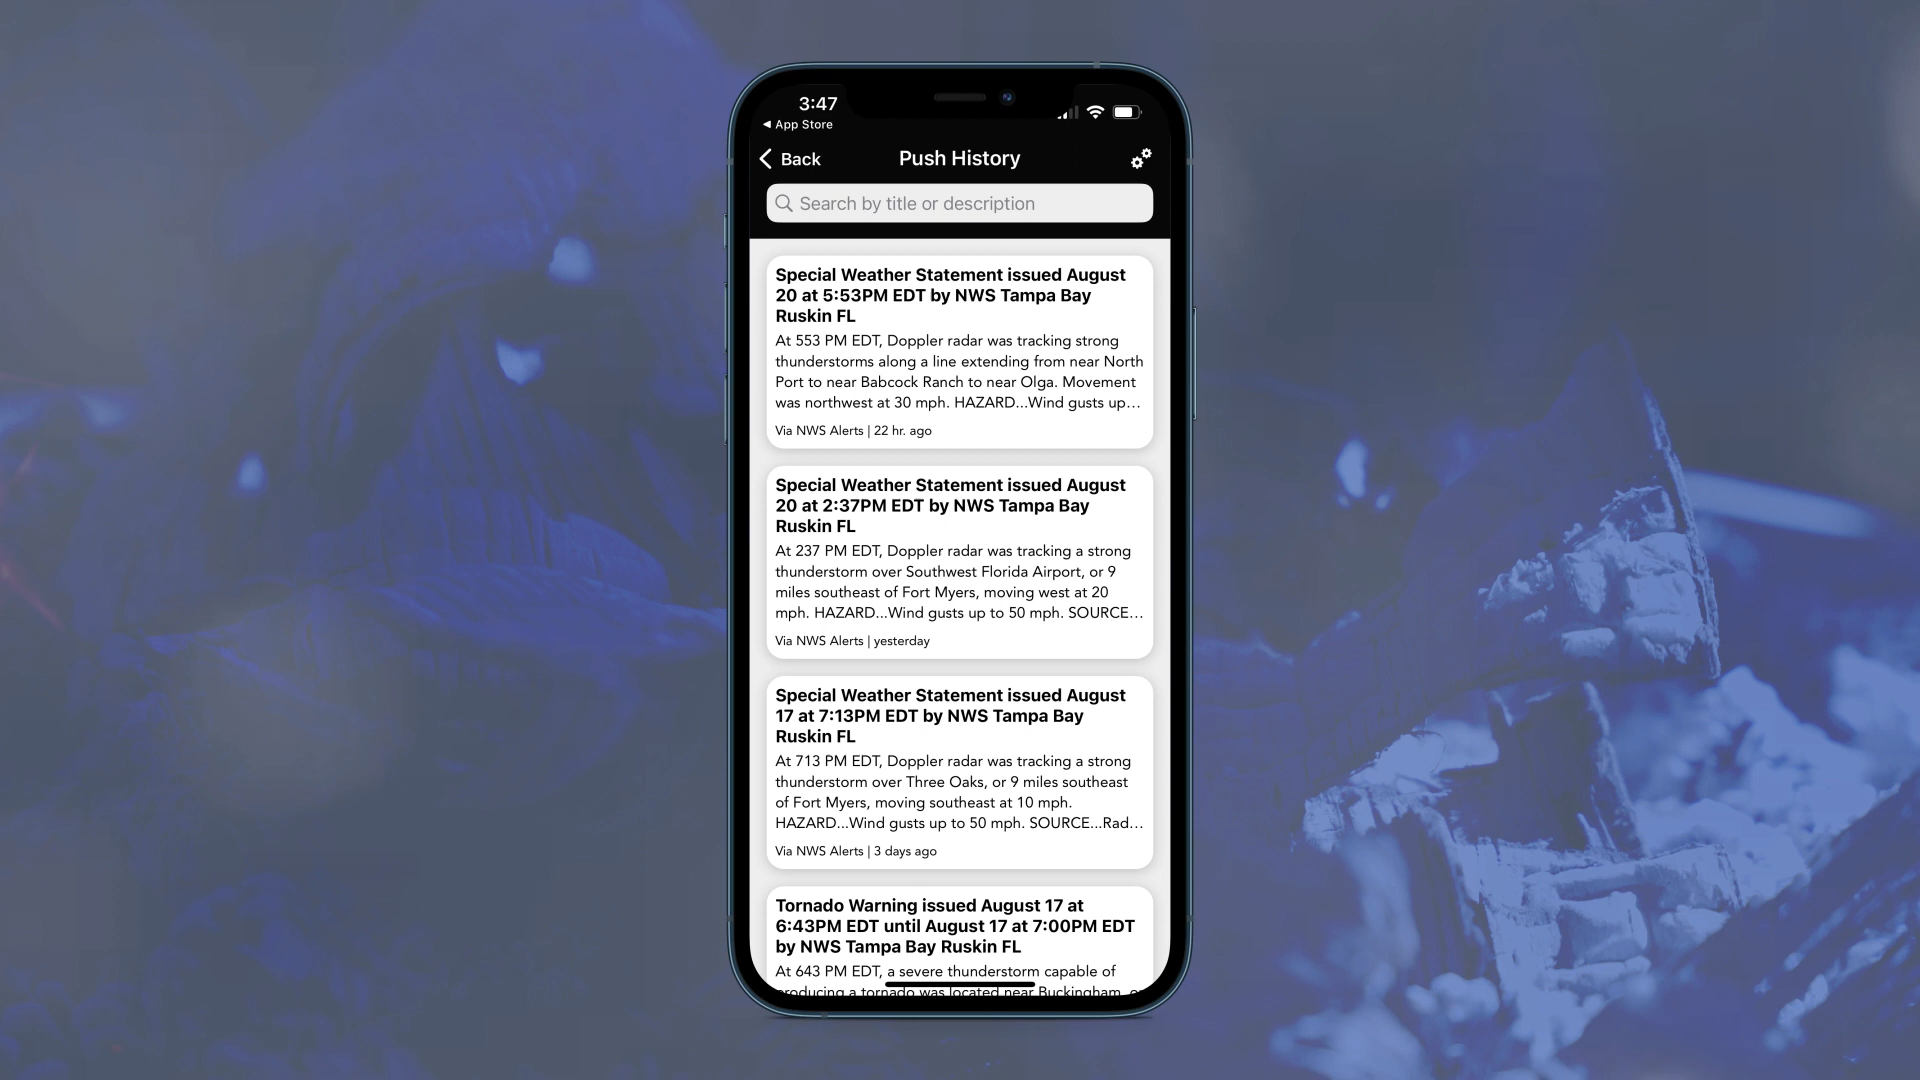 3:47
◀ App Store
Back
Push History
Search by title or description
Special Weather Statement issued August
20 at 5:53PM EDT by NWS Tampa Bay
Ruskin FL
At 553 PM EDT, Doppler radar was tracking strong
thunderstorms along a line extending from near North
Port to near Babcock Ranch to near Olga. Movement
was northwest at 30 mph. HAZARD...Wind gusts up...
Via NWS Alerts | 22 hr. ago
Special Weather Statement issued August
20 at 2:37PM EDT by NWS Tampa Bay
Ruskin FL
At 237 PM EDT, Doppler radar was tracking a strong
thunderstorm over Southwest Florida Airport, or 9
miles southeast of Fort Myers, moving west at 20
mph. HAZARD...Wind gusts up to 50 mph. SOURCE...
Via NWS Alerts | yesterday
Special Weather Statement issued August
17 at 7:13PM EDT by NWS Tampa Bay
Ruskin FL
At 713 PM EDT, Doppler radar was tracking a strong
thunderstorm over Three Oaks, or 9 miles southeast
of Fort Myers, moving southeast at 10 mph.
HAZARD...Wind gusts up to 50 mph. SOURCE...Rad...
Via NWS Alerts | 3 days ago
Tornado Warning issued August 17 at
6:43PM EDT until August 17 at 7:00PM EDT
by NWS Tampa Bay Ruskin FL
At 643 PM EDT, a severe thunderstorm capable of
producing a tornado was located near Buckingham, or